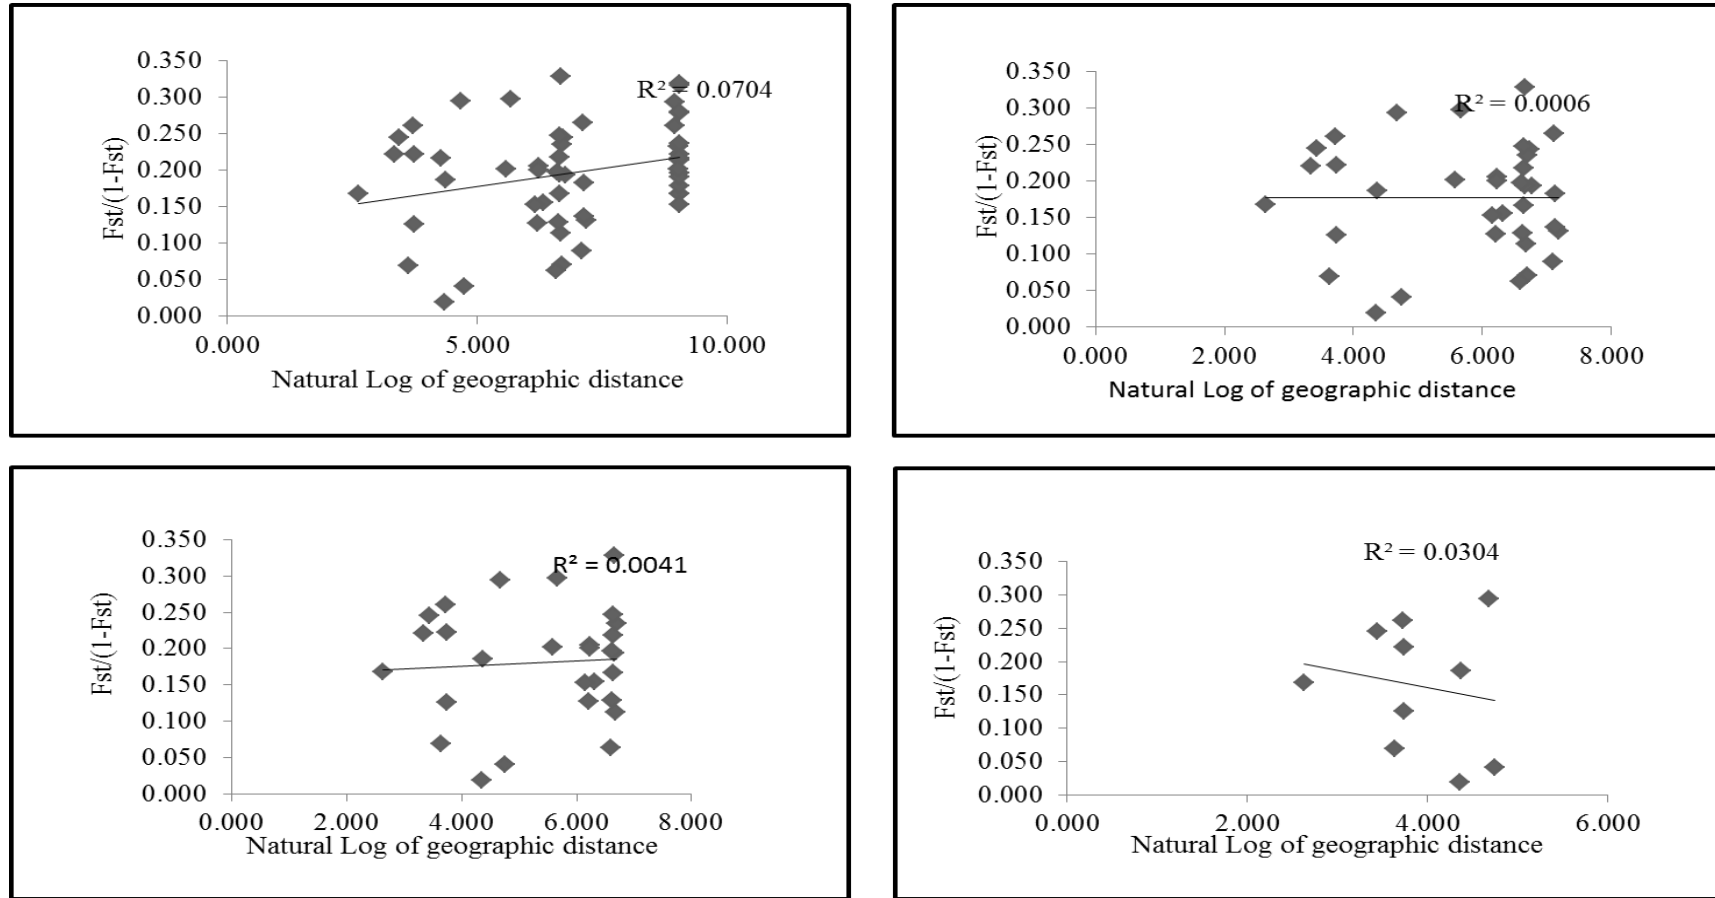 0.350
0.300
0.250
0.200
0.150
0.100
0.050
0.000
Fst/(1-Fst)
R² = 0.0704
0.000 5.000 10.000
Natural Log of geographic distance
0.350
0.300
0.250
0.200
0.150
0.100
0.050
0.000
Fst/(1-Fst)
R² = 0.0006
0.000 2.000 4.000 6.000 8.000
Natural Log of geographic distance
0.350
0.300
0.250
0.200
0.150
0.100
0.050
0.000
Fst/(1-Fst)
R² = 0.0041
0.000 2.000 4.000 6.000 8.000
Natural Log of geographic distance
0.350
0.300
0.250
0.200
0.150
0.100
0.050
0.000
Fst/(1-Fst)
R² = 0.0304
0.000 2.000 4.000 6.000
Natural Log of geographic distance